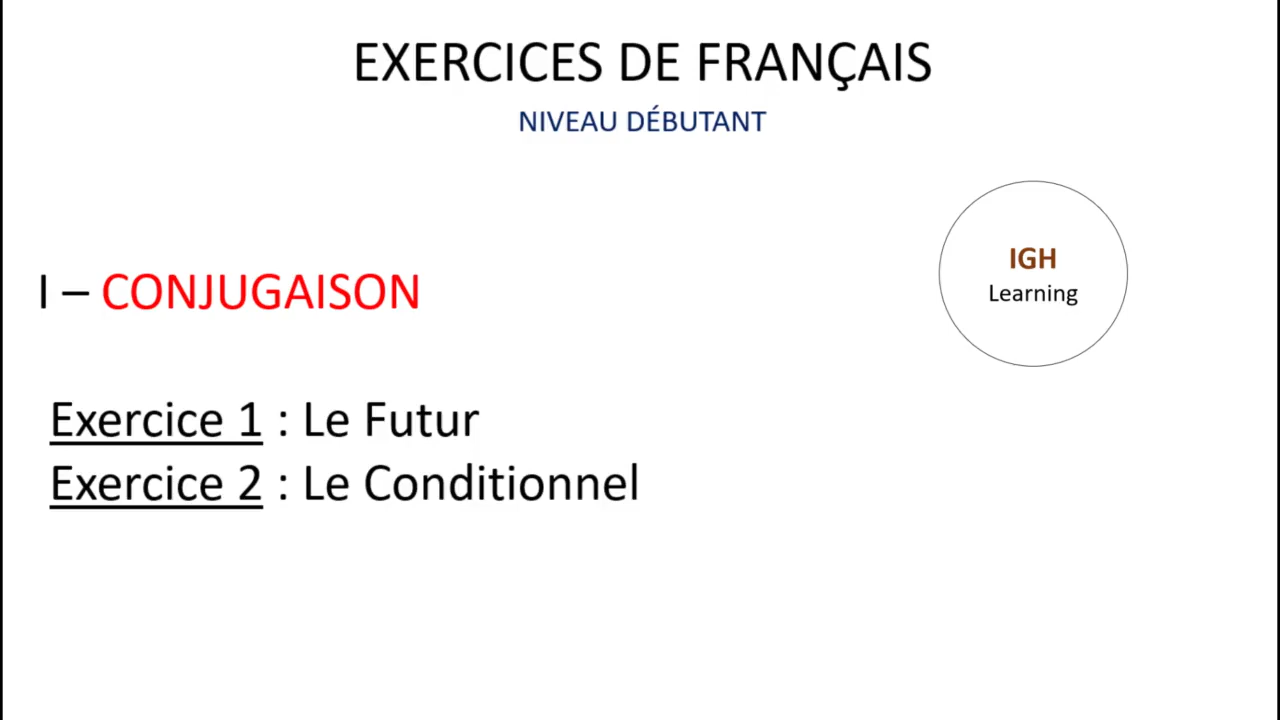 EXERCICES DE FRANÇAIS
NIVEAU DÉBUTANT
IGH
Learning
I – CONJUGAISON
Exercice 1 : Le Futur
Exercice 2 : Le Conditionnel